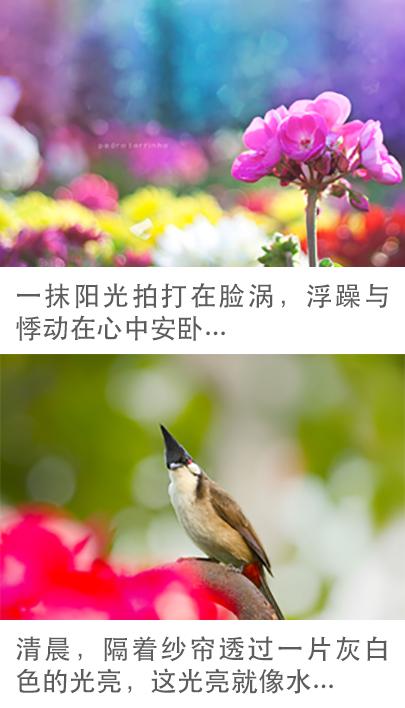 pedroterrinha
一抹阳光拍打在脸涡，浮躁与
悸动在心中安卧...
清晨，隔着纱帘透过一片灰白
色的光亮，这光亮就像水...